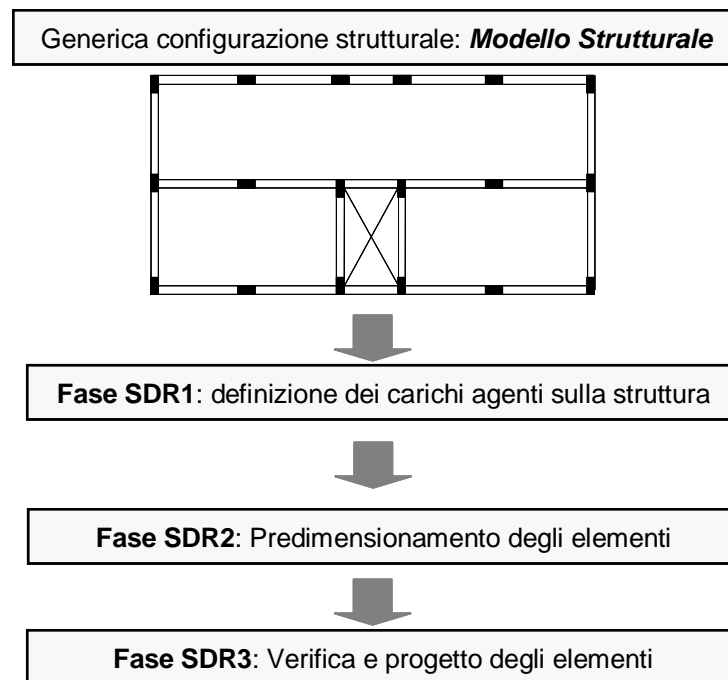 Generica configurazione strutturale: Modello Strutturale
Fase SDR1: definizione dei carichi agenti sulla struttura
Fase SDR2: Predimensionamento degli elementi
Fase SDR3: Verifica e progetto degli elementi